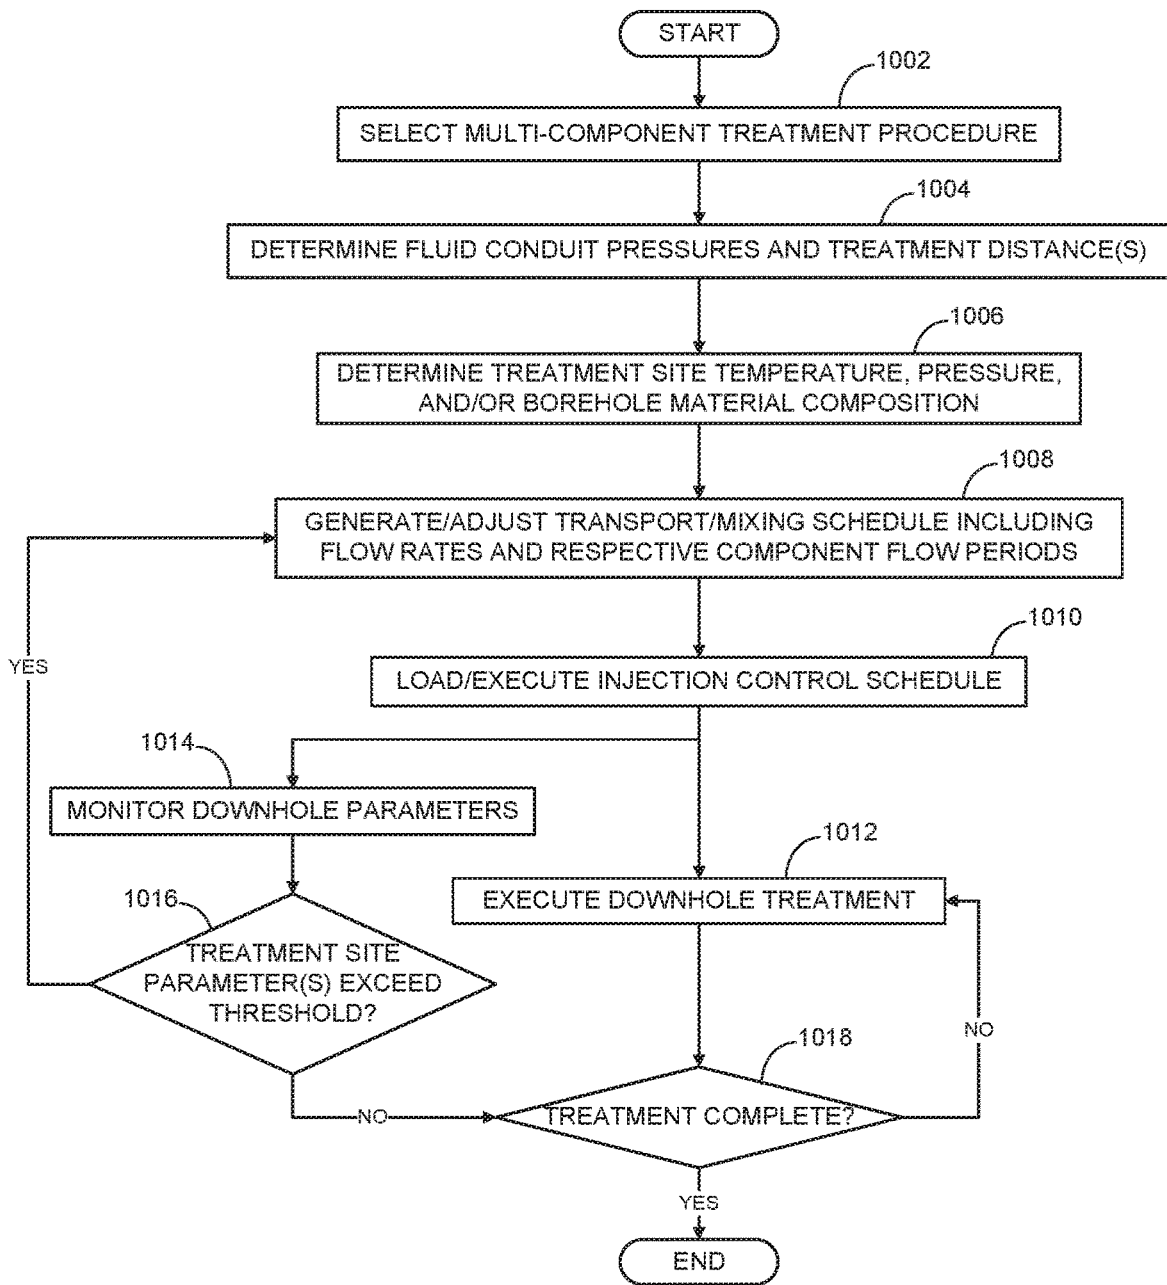 START
1002
SELECT MULTI-COMPONENT TREATMENT PROCEDURE
1004
DETERMINE FLUID CONDUIT PRESSURES AND TREATMENT DISTANCE(S)
1006
DETERMINE TREATMENT SITE TEMPERATURE, PRESSURE,
AND/OR BOREHOLE MATERIAL COMPOSITION
1008
GENERATE/ADJUST TRANSPORT/MIXING SCHEDULE INCLUDING
FLOW RATES AND RESPECTIVE COMPONENT FLOW PERIODS
1010
YES
LOAD/EXECUTE INJECTION CONTROL SCHEDULE
1014
MONITOR DOWNHOLE PARAMETERS
1012
EXECUTE DOWNHOLE TREATMENT
1016
TREATMENT SITE
PARAMETER(S) EXCEED
THRESHOLD?
NO
1018
NO
TREATMENT COMPLETE?
YES
END